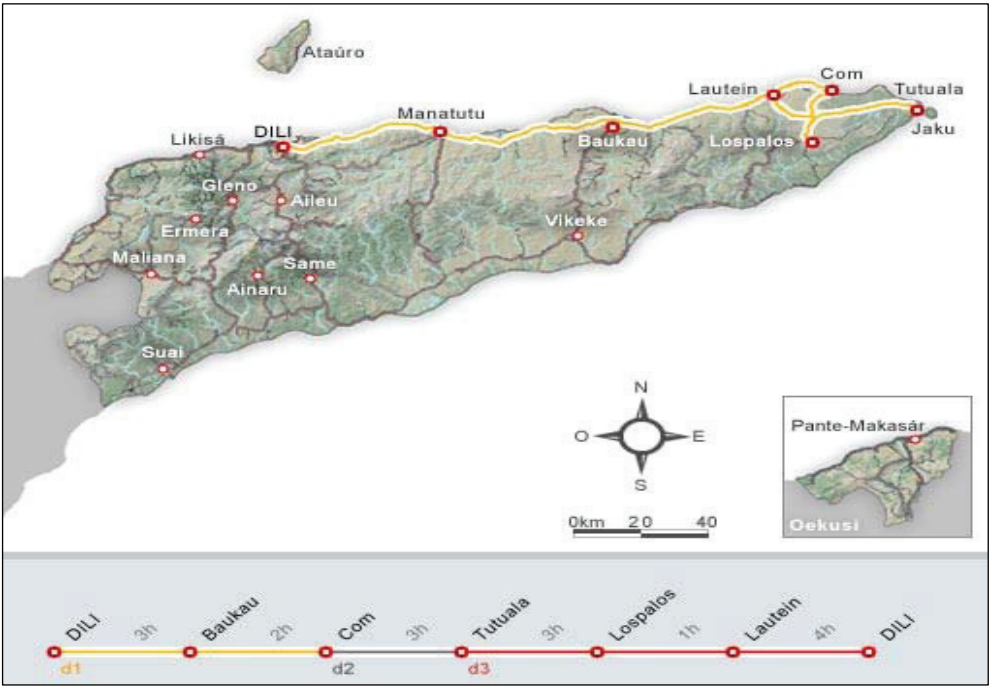 Ataúro
Com
Lautein
Tutuala
Manatutu
DILI
Likisá
Baukau
Lospalos
Jaku
Gleno
Aileu
Ermera
Vikeke
Maliana
Same
Ainaru
Suai
N
O E
S
0km 20 40
Pante-Makasár
Oekusi
DILI 3h Baukau 2h Com 3h Tutuala 3h Lospalos 1h Lautein 4h DILI
d1 d2 d3